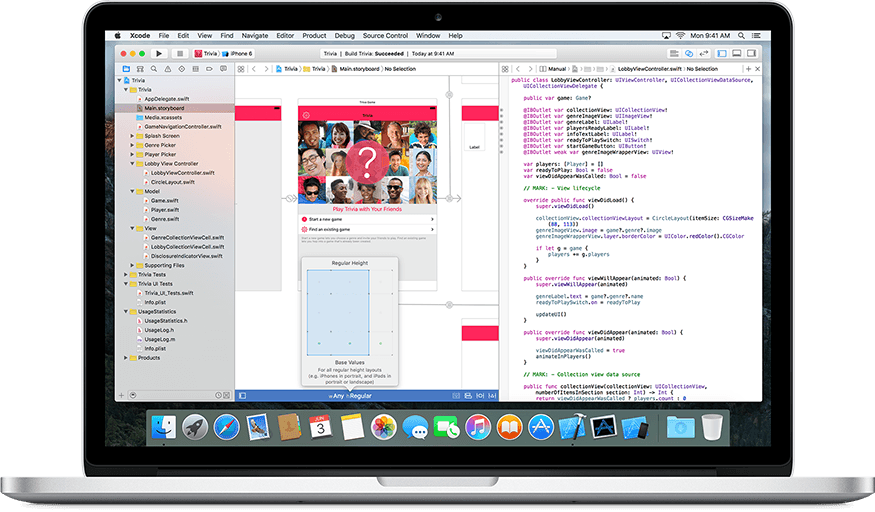 Xcode File Edit View Find Navigate Editor Product Debug Source Control Window Help
Mon 9:41 AM
Trivia iPhone 6
Trivia | Build Trivia: Succeeded | Today at 9:41 AM
Trivia Trivia Main.storyboard No Selection
Manual LobbyViewController.swift No Selection
Trivia
Trivia
AppDelegate.swift
Main.storyboard
Media.xcassets
GameNavigationController.swift
Splash Screen
Genre Picker
Player Picker
Lobby View Controller
LobbyViewController.swift
CircleLayout.swift
Model
Game.swift
Player.swift
Genre.swift
View
GenreCollectionViewCell.swift
LobbyCollectionViewCell.swift
DisclosureIndicatorView.swift
Supporting Files
Trivia Tests
Trivia UI Tests
Trivia_UI_Tests.swift
Info.plist
UsageStatistics
UsageStatistics.h
UsageLog.h
UsageLog.m
Info.plist
Products
Trivia Game
Trivia
?
Play Trivia with Your Friends
Start a new game
Find an existing game
Label
Regular Height
Base Values
For all regular height layouts
(e.g. iPhones in portrait, and iPads in
portrait or landscape)
wAny hRegular
public class LobbyViewController: UIViewController, UICollectionViewDataSource,
UICollectionViewDelegate {
public var game: Game?
@IBOutlet var collectionView: UICollectionView!
@IBOutlet var genreImageView: UIImageView!
@IBOutlet var genreLabel: UILabel!
@IBOutlet var playersReadyLabel: UILabel!
@IBOutlet var infoTextLabel: UILabel!
@IBOutlet var readyToPlaySwitch: UISwitch!
@IBOutlet var startGameButton: UIButton!
@IBOutlet weak var genreImageWrapperView: UIView!
var players: [Player] = []
var readyToPlay: Bool = false
var viewDidAppearWasCalled: Bool = false
// MARK: - View lifecycle
override public func viewDidLoad() {
super.viewDidLoad()
collectionView.collectionViewLayout = CircleLayout(itemSize: CGSizeMake
(88, 113))
genreImageView.image = game?.genre?.image
genreImageWrapperView.layer.borderColor = UIColor.redColor().CGColor
if let g = game {
players += g.players
}
}
public override func viewWillAppear(animated: Bool) {
super.viewWillAppear(animated)
genreLabel.text = game?.genre?.name
readyToPlaySwitch.on = readyToPlay
updateUI()
}
public override func viewDidAppear(animated: Bool) {
super.viewDidAppear(animated)
viewDidAppearWasCalled = true
animateInPlayers()
}
// MARK: - Collection view data source
public func collectionView(collectionView: UICollectionView,
numberOfItemsInSection section: Int) -> Int {
return viewDidAppearWasCalled ? players.count : 0
JUN
3